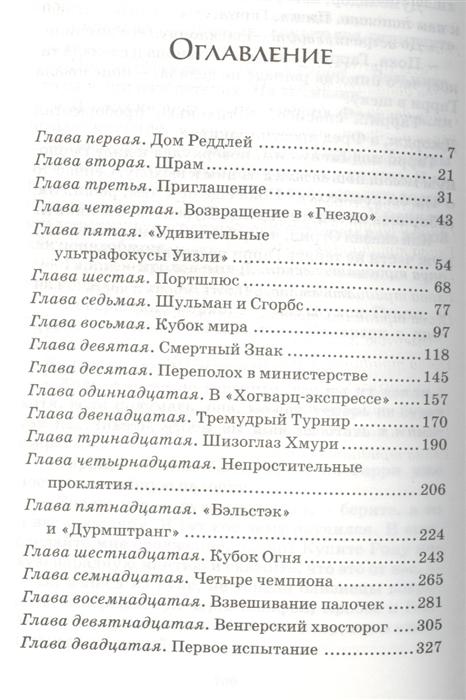 ОГЛАВЛЕНИЕ
Глава первая. Дом Реддлей 7
Глава вторая. Шрам 21
Глава третья. Приглашение 31
Глава четвертая. Возвращение в «Гнездо» 43
Глава пятая. «Удивительные
ультрафокусы Уизли» 54
Глава шестая. Портшлюс 68
Глава седьмая. Шульман и Сгорбс 77
Глава восьмая. Кубок мира 97
Глава девятая. Смертный Знак 118
Глава десятая. Переполох в министерстве 145
Глава одиннадцатая. В «Хогварц-экспрессе» 157
Глава двенадцатая. Тремудрый Турнир 170
Глава тринадцатая. Шизоглаз Хмури 190
Глава четырнадцатая. Непростительные
проклятия 206
Глава пятнадцатая. «Бэльстэк»
и «Дурмштранг» 224
Глава шестнадцатая. Кубок Огня 243
Глава семнадцатая. Четыре чемпиона 265
Глава восемнадцатая. Взвешивание палочек 281
Глава девятнадцатая. Венгерский хвосторог 305
Глава двадцатая. Первое испытание 327